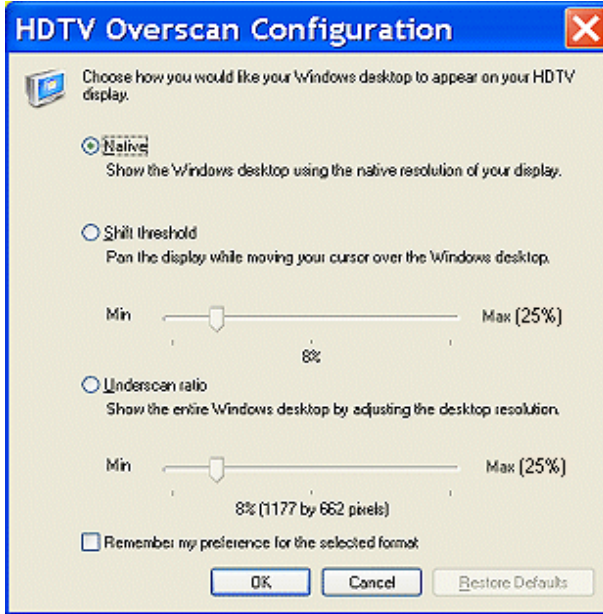 HDTV Overscan Configuration
Choose how you would like your Windows desktop to appear on your HDTV
display.
Native
Show the Windows desktop using the native resolution of your display.
Shift threshold
Pan the display while moving your cursor over the Windows desktop.
Min Max (25%)
8%
Underscan ratio
Show the entire Windows desktop by adjusting the desktop resolution.
Min Max (25%)
8% (1177 by 662 pixels)
Remember my preference for the selected format
OK Cancel Restore Defaults